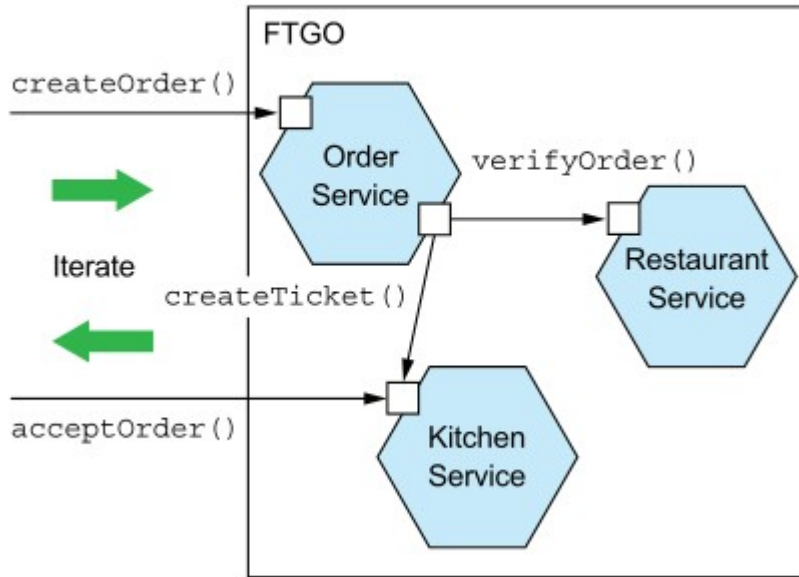 FTGO
createOrder()
Order
Service
verifyOrder()
Iterate
Restaurant
Service
createTicket()
acceptOrder()
Kitchen
Service